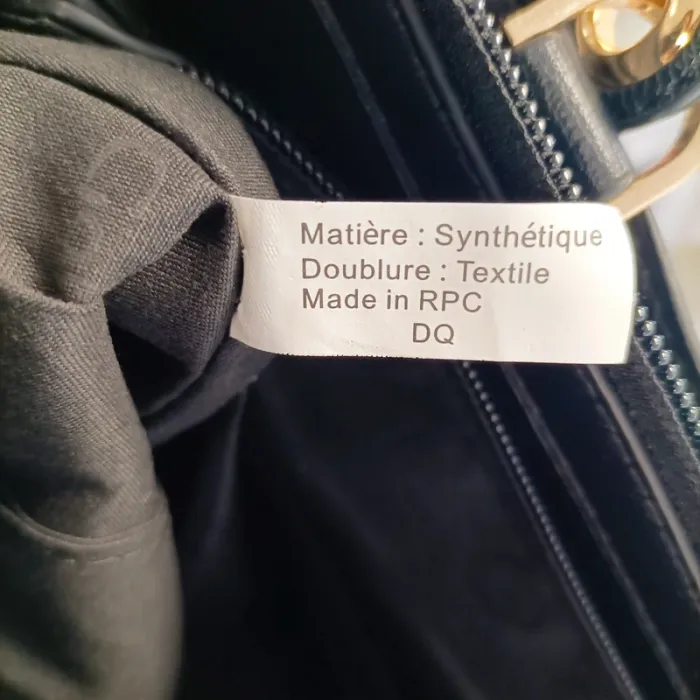 Matière : Synthétique
Doublure : Textile
Made in RPC
DQ